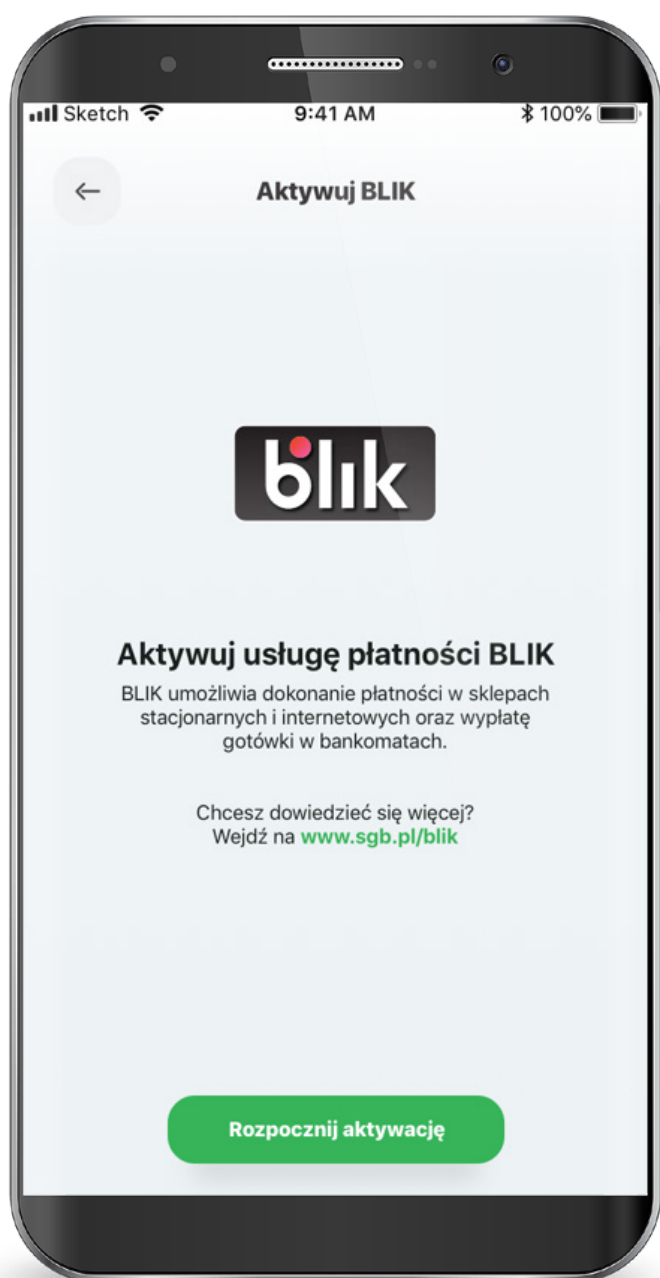 Sketch 9:41 AM 100%
Aktywuj BLIK
blik
Aktywuj usługę płatności BLIK
BLIK umożliwia dokonanie płatności w sklepach
stacjonarnych i internetowych oraz wypłatę
gotówki w bankomatach.
Chcesz dowiedzieć się więcej?
Wejdź na www.sgb.pl/blik
Rozpocznij aktywację